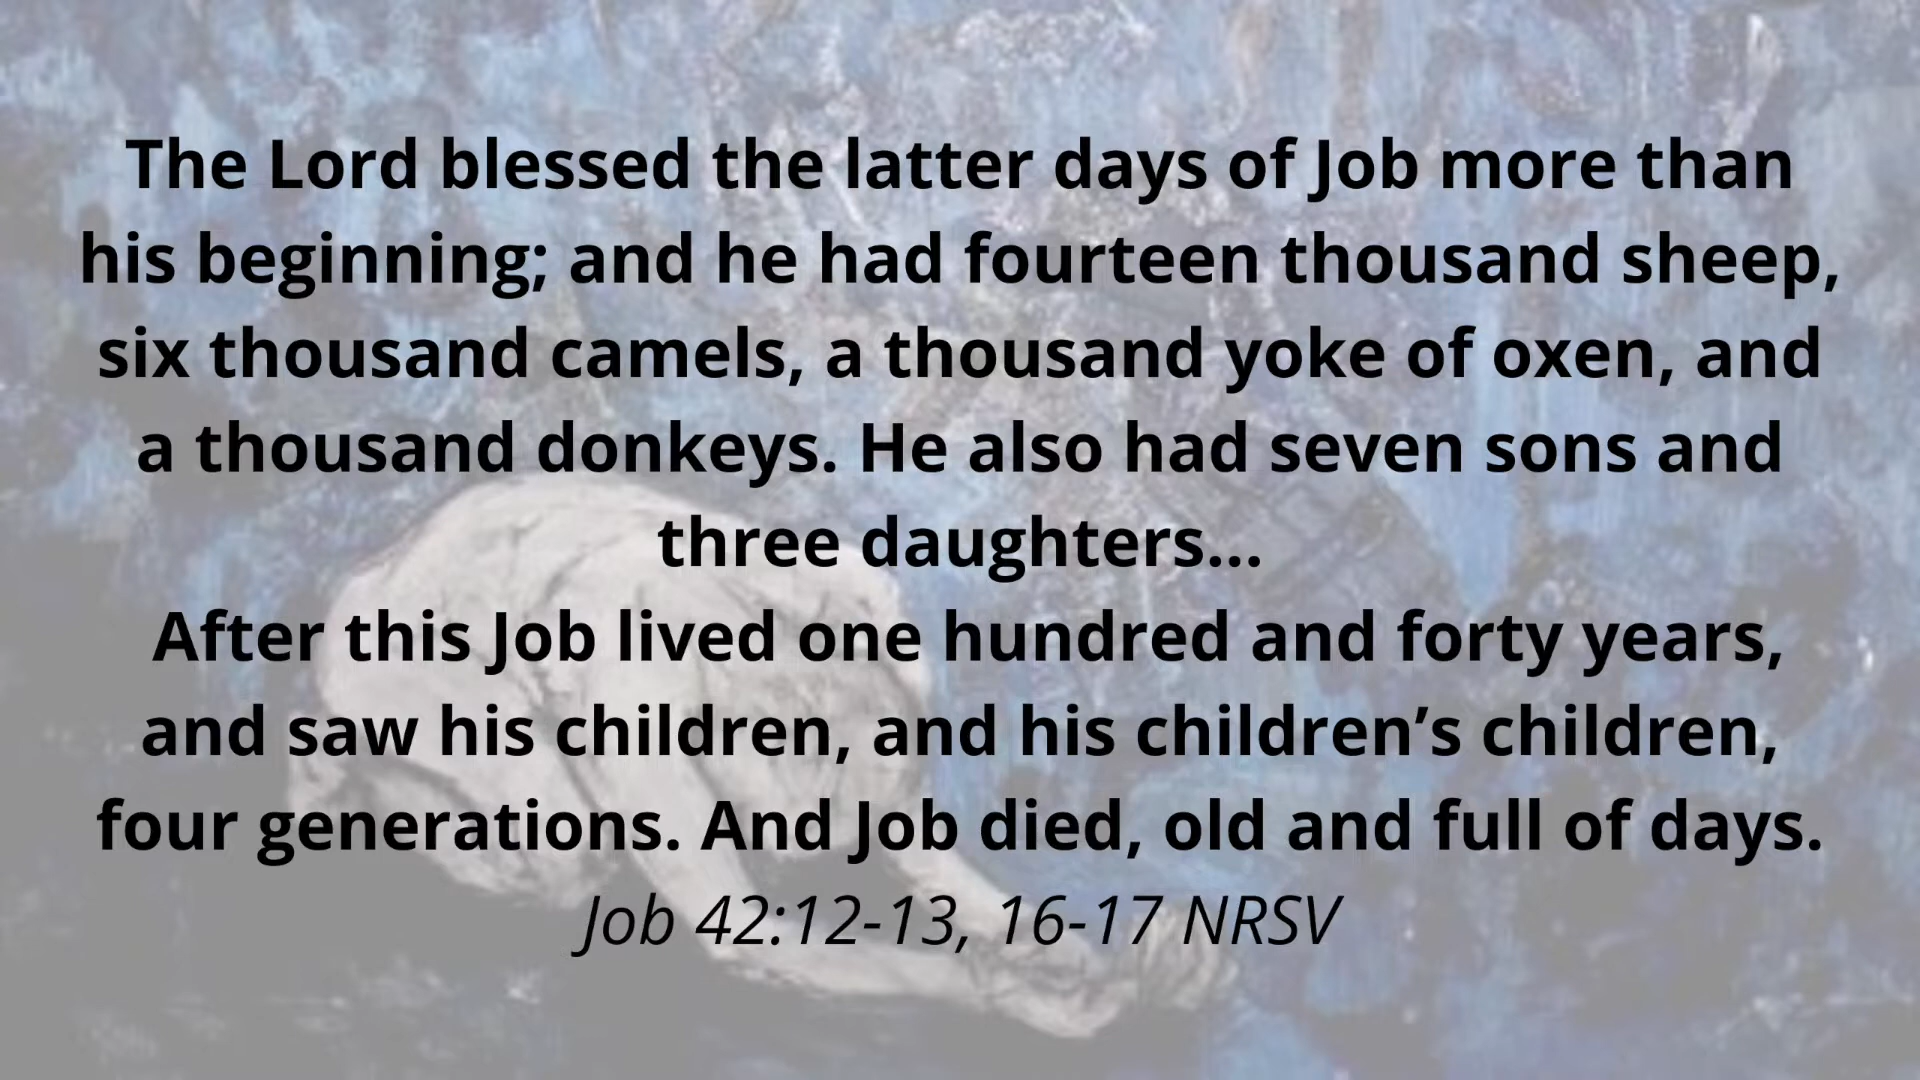 The Lord blessed the latter days of Job more than
his beginning; and he had fourteen thousand sheep,
six thousand camels, a thousand yoke of oxen, and
a thousand donkeys. He also had seven sons and
three daughters...
After this Job lived one hundred and forty years,
and saw his children, and his children’s children,
four generations. And Job died, old and full of days.
Job 42:12-13, 16-17 NRSV